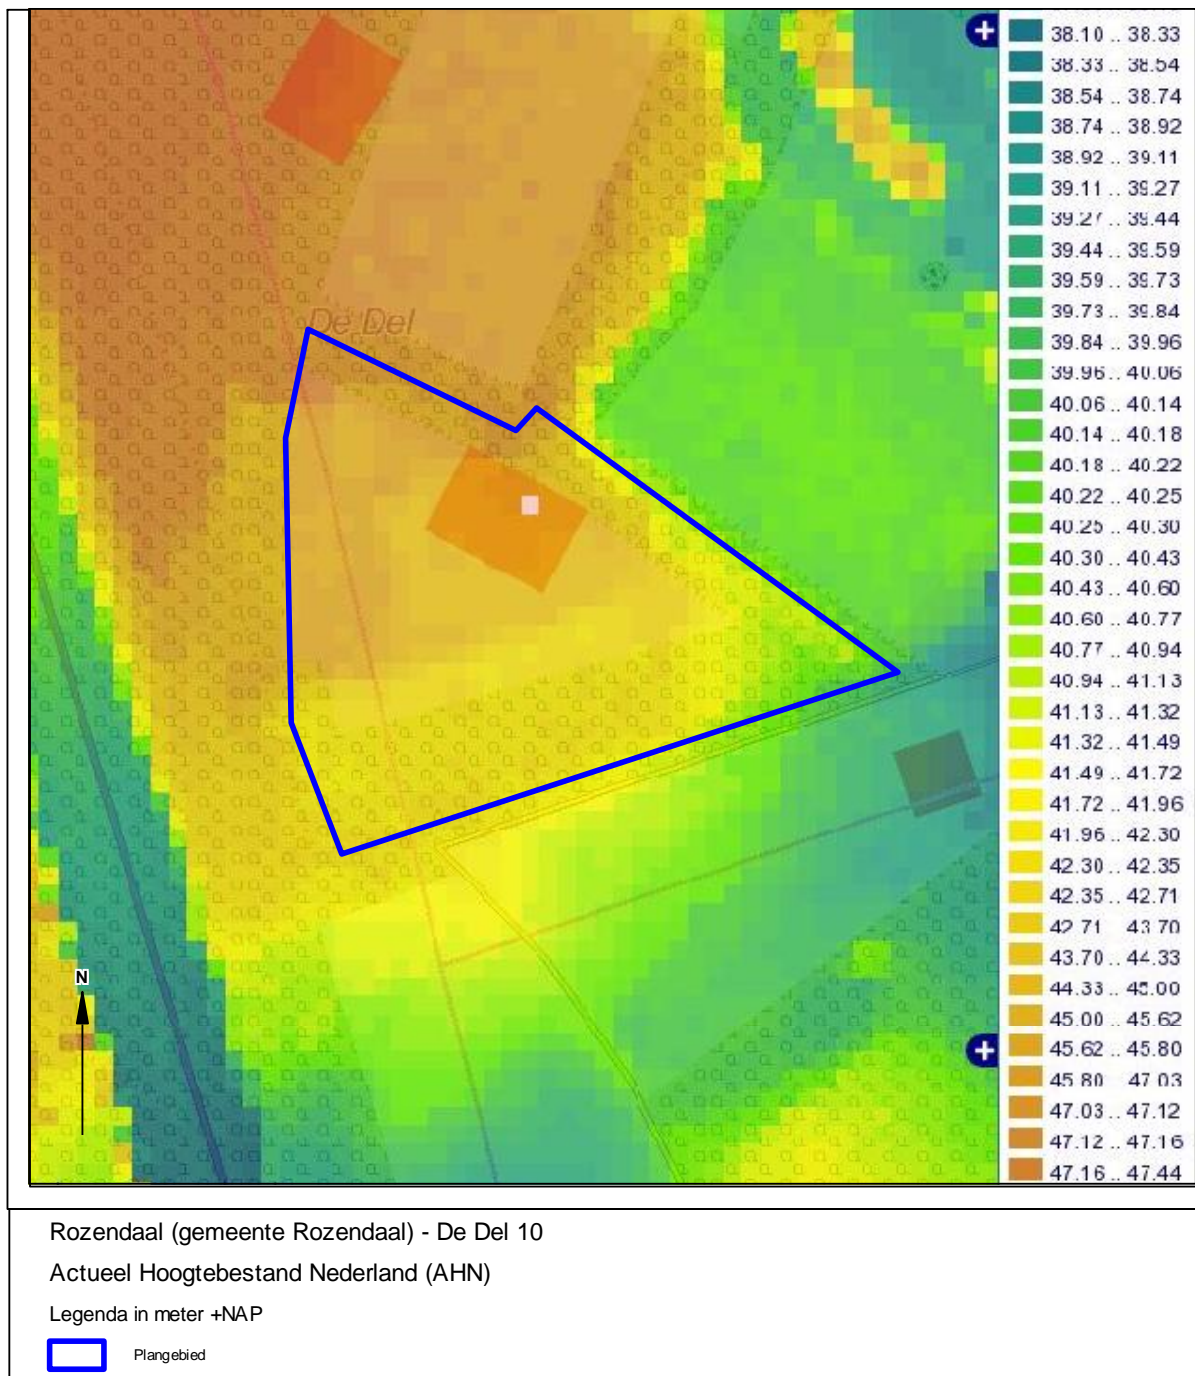 De Del
38.10 .. 38.33
38.33 .. 38.54
38.54 .. 38.74
38.74 .. 38.92
38.92 .. 39.11
39.11 .. 39.27
39.27 .. 39.44
39.44 .. 39.59
39.59 .. 39.73
39.73 .. 39.84
39.84 .. 39.96
39.96 .. 40.06
40.06 .. 40.14
40.14 .. 40.18
40.18 .. 40.22
40.22 .. 40.25
40.25 .. 40.30
40.30 .. 40.43
40.43 .. 40.60
40.60 .. 40.77
40.77 .. 40.94
40.94 .. 41.13
41.13 .. 41.32
41.32 .. 41.49
41.49 .. 41.72
41.72 .. 41.96
41.96 .. 42.30
42.30 .. 42.35
42.35 .. 42.71
42.71 .. 43.70
43.70 .. 44.33
44.33 .. 45.00
45.00 .. 45.62
45.62 .. 45.80
45.80 .. 47.03
47.03 .. 47.12
47.12 .. 47.16
47.16 .. 47.44
N
Rozendaal (gemeente Rozendaal) - De Del 10
Actueel Hoogtebestand Nederland (AHN)
Legenda in meter +NAP
Plangebied